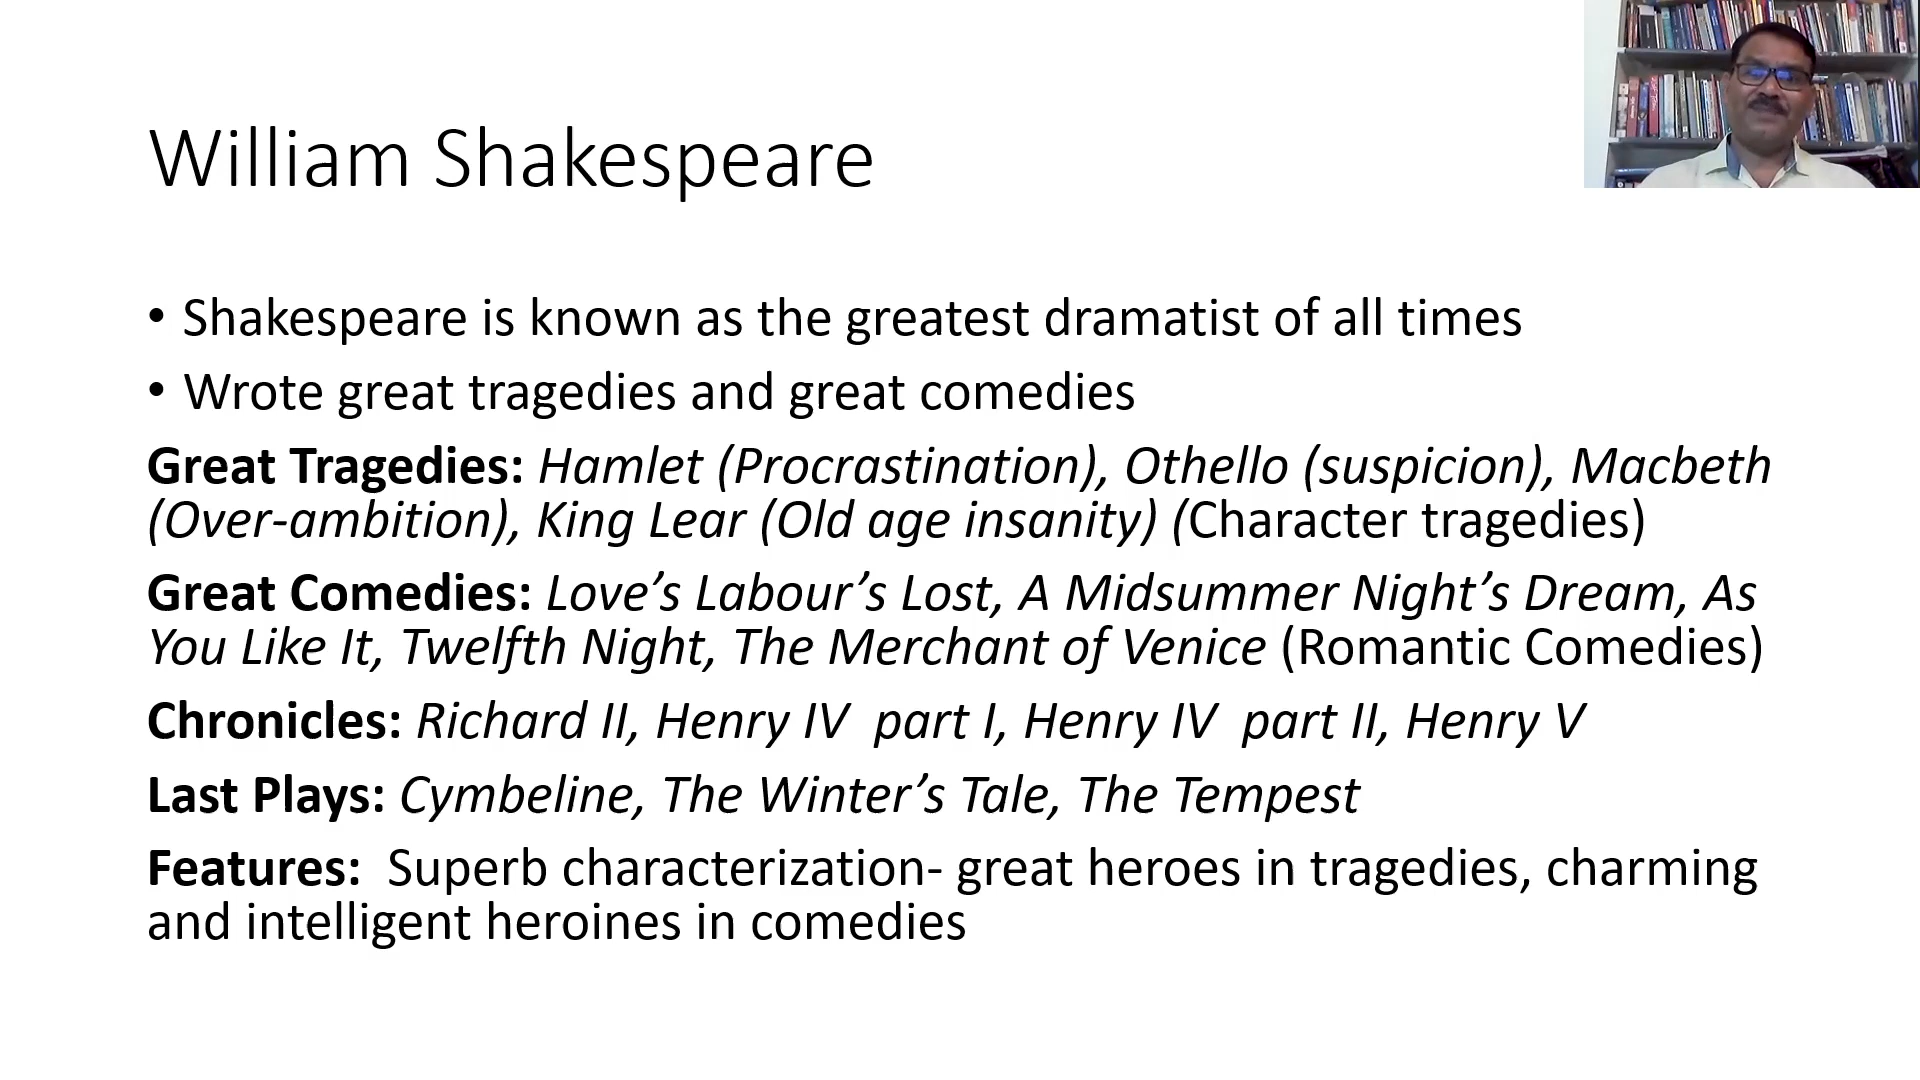 William Shakespeare
• Shakespeare is known as the greatest dramatist of all times
• Wrote great tragedies and great comedies
Great Tragedies: Hamlet (Procrastination), Othello (suspicion), Macbeth
(Over-ambition), King Lear (Old age insanity) (Character tragedies)
Great Comedies: Love’s Labour’s Lost, A Midsummer Night’s Dream, As
You Like It, Twelfth Night, The Merchant of Venice (Romantic Comedies)
Chronicles: Richard II, Henry IV  part I, Henry IV  part II, Henry V
Last Plays: Cymbeline, The Winter’s Tale, The Tempest
Features:  Superb characterization- great heroes in tragedies, charming
and intelligent heroines in comedies